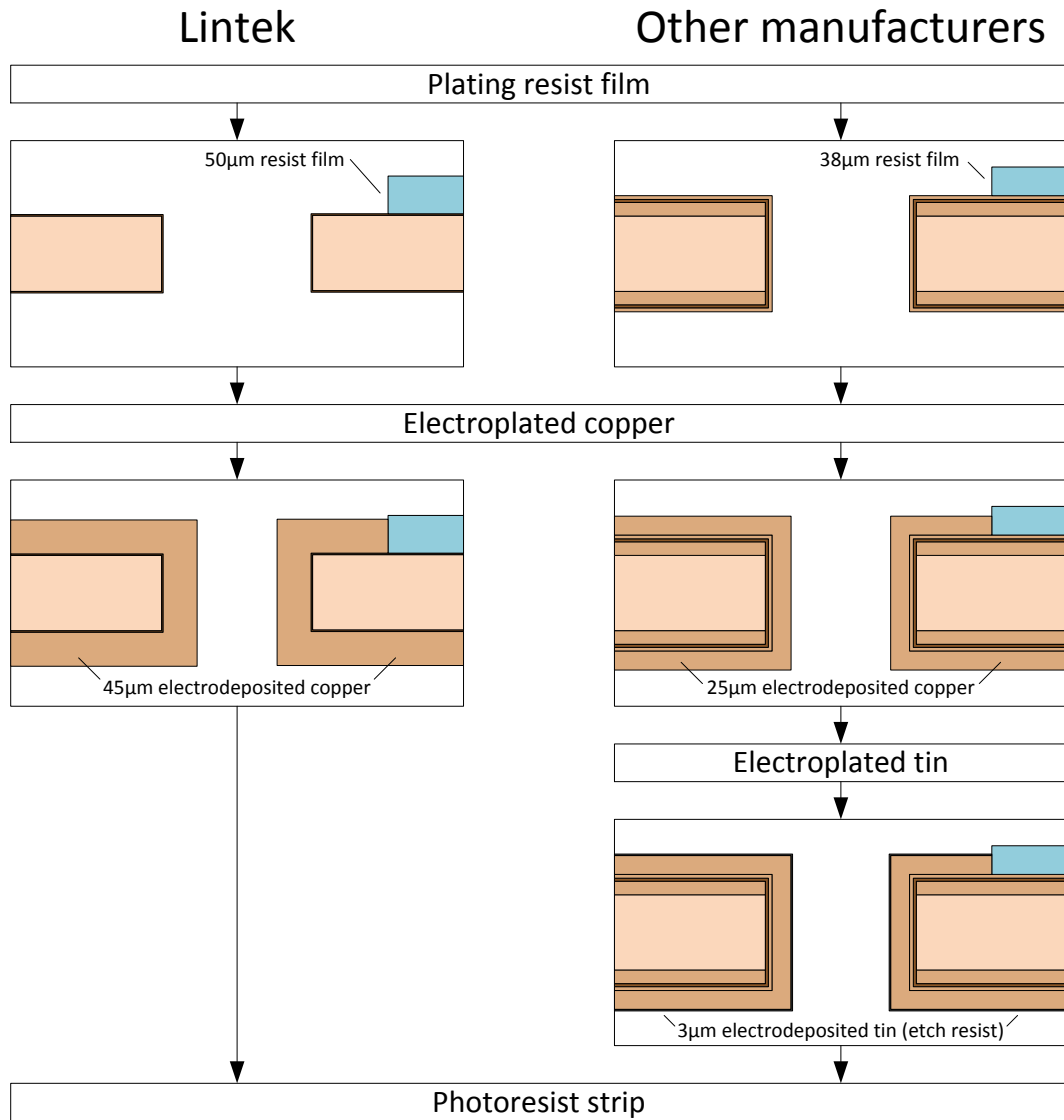 Lintek
Other manufacturers
Plating resist film
50µm resist film
38µm resist film
Electroplated copper
45µm electrodeposited copper
25µm electrodeposited copper
Electroplated tin
3µm electrodeposited tin (etch resist)
Photoresist strip